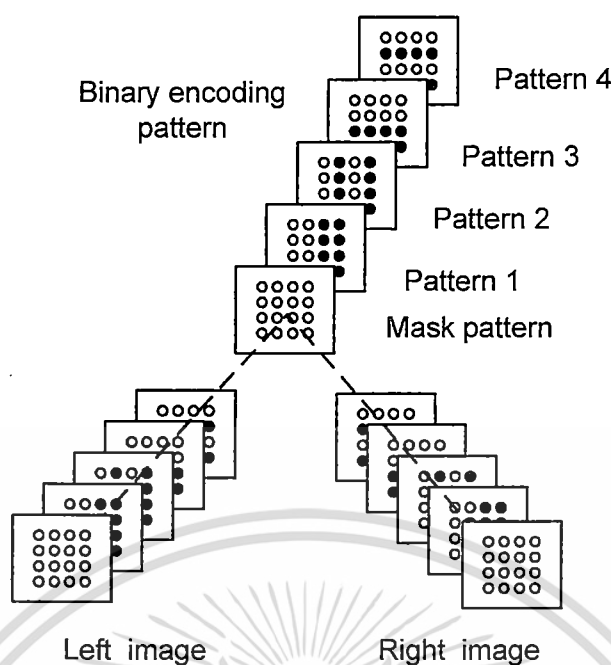 Binary encoding
pattern
Pattern 4
Pattern 3
Pattern 2
Pattern 1
Mask pattern
Left image
Right image